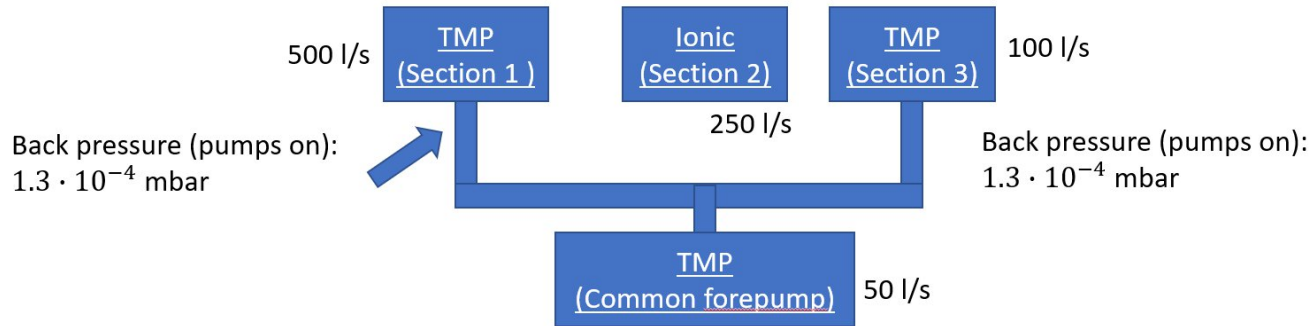 500 l/s
TMP
(Section 1 )
Ionic
(Section 2)
250 l/s
TMP
(Section 3)
100 l/s
Back pressure (pumps on):
1.3 · 10⁻⁴ mbar
Back pressure (pumps on):
1.3 · 10⁻⁴ mbar
TMP
(Common forepump)
50 l/s